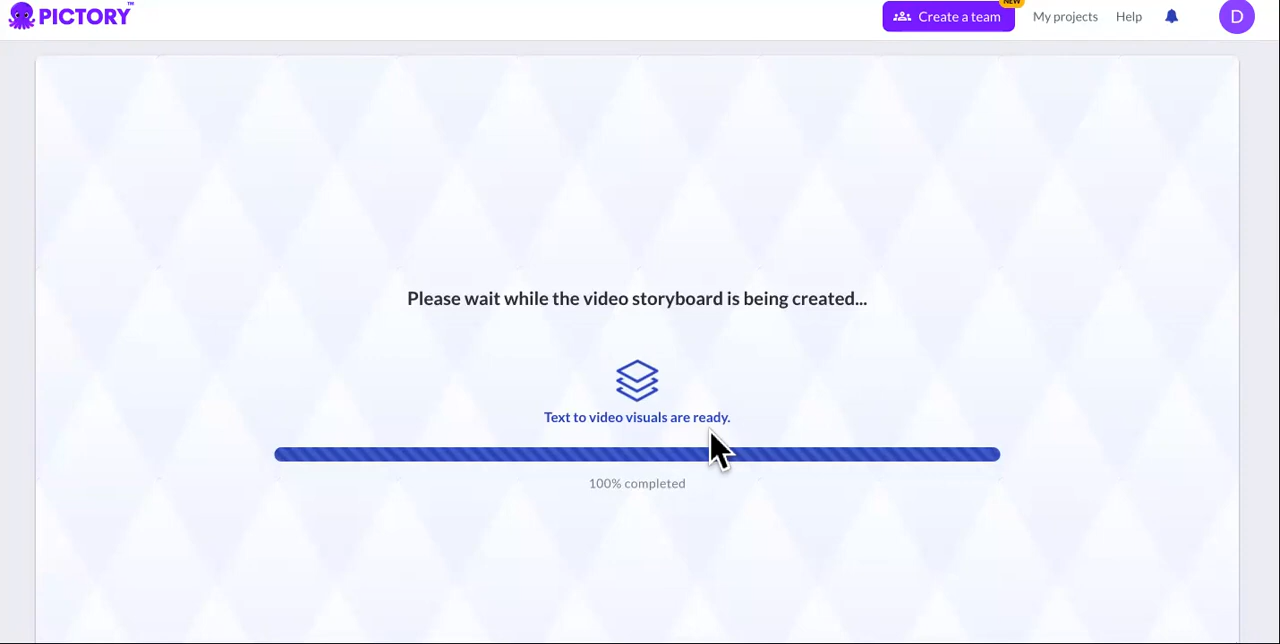 PICTORY™
NEW
Create a team
My projects
Help
D
Please wait while the video storyboard is being created...
Text to video visuals are ready.
100% completed